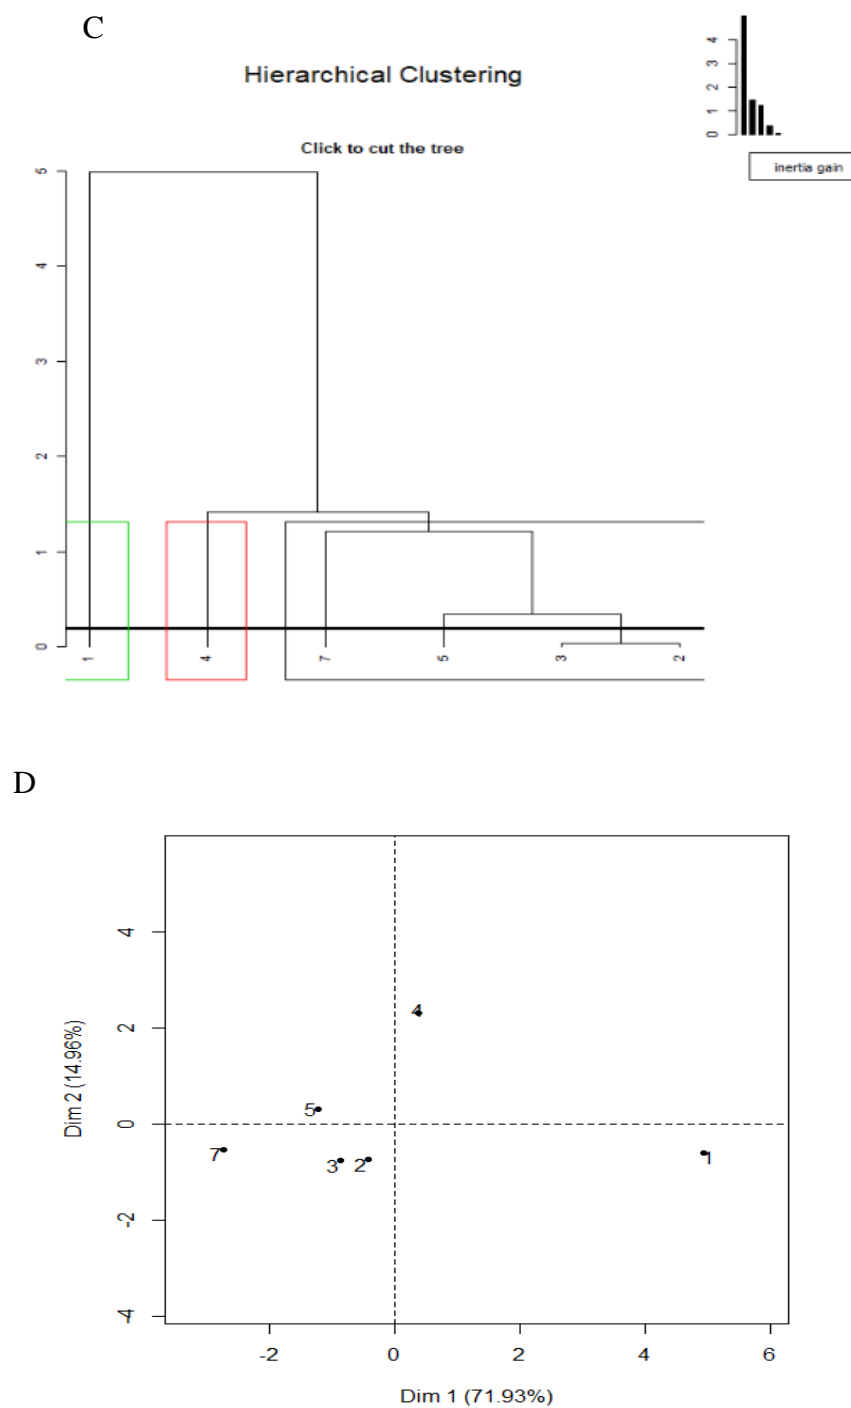 C
Hierarchical Clustering
4
3
2
1
0
inertia gain
Click to cut the tree
5
4
3
2
1
0
1 4 7 5 3 2
D
4
2
0
-2
-4
Dim 2 (14.96%)
4
5
7
3 2
1
-2 0 2 4 6
Dim 1 (71.93%)